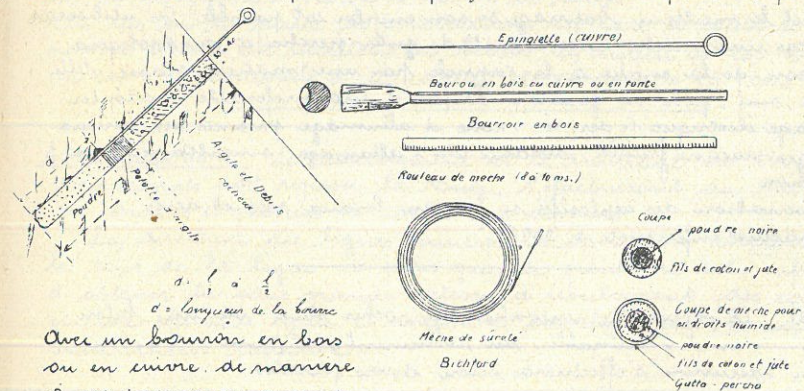 Epinglette (cuivre)
Bourou en bois ou cuivre ou en fonte
Bourroir en bois
Rouleau de meche (8 à 10 ms.)
Poudre
Pelotte d'argile
Argile et Débris
Coupe
poudre noire
fils de coton et jute
Coupe de mèche pour
endroits humide
poudre noire
fils de coton et jute
Gutta-percha
Mèche de sûreté
Bichford
d = longueur de la bourre
Avec un bourroir en bois
ou en cuivre. de manière